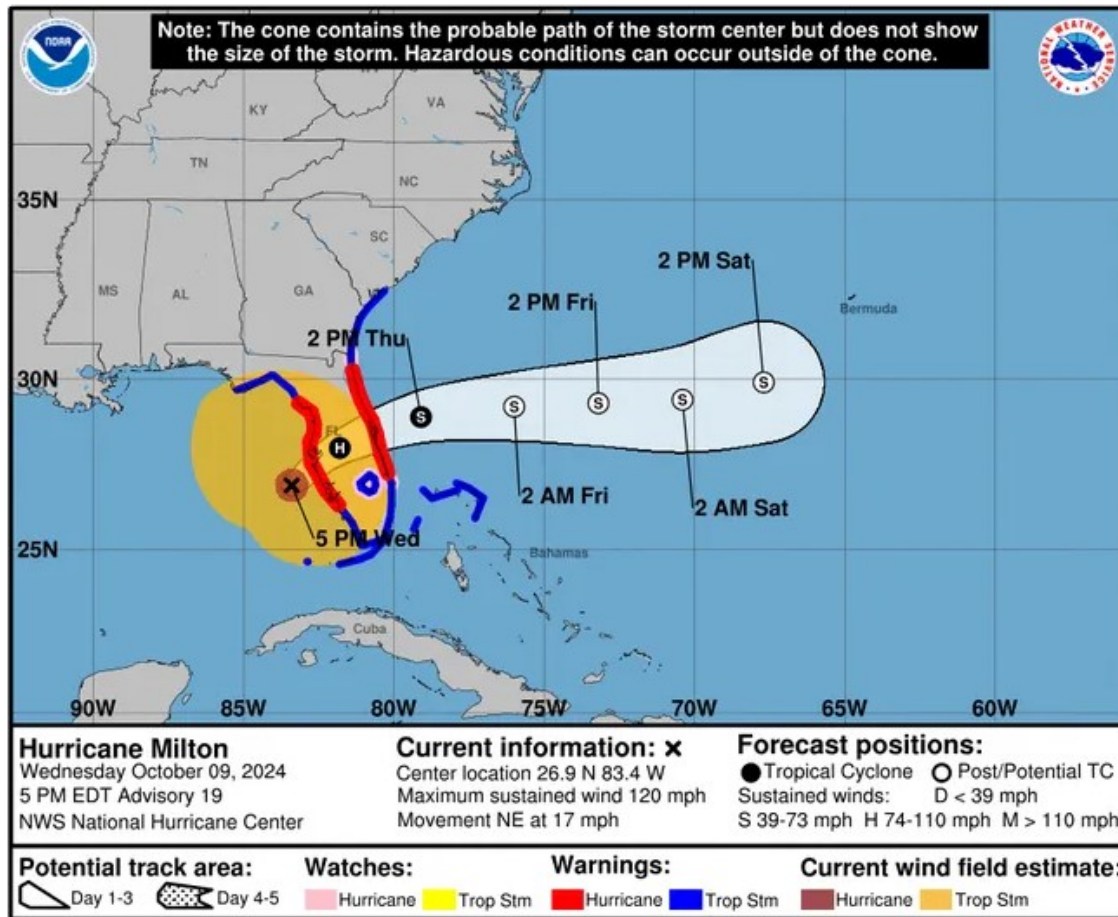 Note: The cone contains the probable path of the storm center but does not show
the size of the storm. Hazardous conditions can occur outside of the cone.
NOAA
NATIONAL WEATHER SERVICE
KY
VA
TN
NC
35N
SC
MS
AL
GA
2 PM Sat
2 PM Fri
Bermuda
2 PM Thu
30N
S
S
S
S
S
FL
H
2 AM Fri
2 AM Sat
5 PM Wed
25N
Bahamas
Cuba
90W 85W 80W 75W 70W 65W 60W
Hurricane Milton
Wednesday October 09, 2024
5 PM EDT Advisory 19
NWS National Hurricane Center
Current information: ×
Center location 26.9 N 83.4 W
Maximum sustained wind 120 mph
Movement NE at 17 mph
Forecast positions:
Tropical Cyclone Post/Potential TC
Sustained winds: D < 39 mph
S 39-73 mph H 74-110 mph M > 110 mph
Potential track area:
Day 1-3 Day 4-5
Watches:
Hurricane Trop Stm
Warnings:
Hurricane Trop Stm
Current wind field estimate:
Hurricane Trop Stm